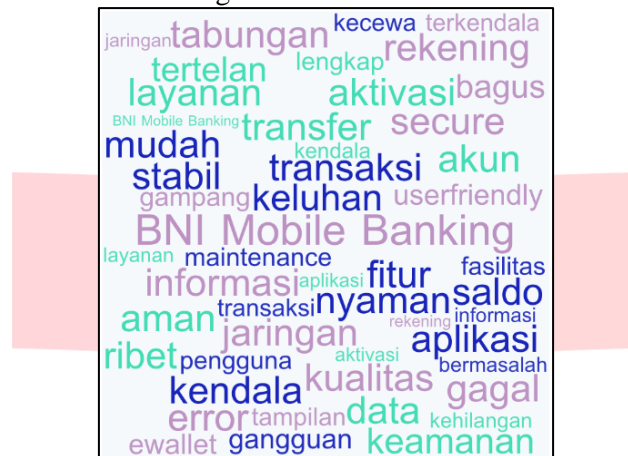 kecewa terkendala
jaringan tabungan rekening
tertelan lengkap
layanan aktivasi bagus
BNI Mobile Banking transfer secure
mudah kendala akun
stabil transaksi
gampang keluhan userfriendly
BNI Mobile Banking
layanan maintenance fasilitas
informasi aplikasi fitur saldo
transaksi nyaman informasi
aman jaringan rekening aplikasi
ribet pengguna aktivasi bermasalah
kendala kualitas gagal
error tampilan data kehilangan
ewallet gangguan keamanan